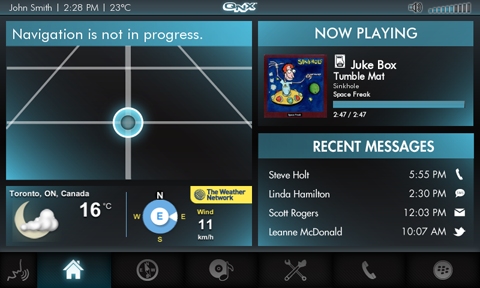 John Smith | 2:28 PM | 23°C
QNX
Navigation is not in progress.
NOW PLAYING
SINKHOLE
Space Freak
Juke Box
Tumble Mat
Sinkhole
Space Freak
2:47 / 2:47
Toronto, ON, Canada
16 °C
N
W E E
S
The Weather
Network
Wind
11
km/h
RECENT MESSAGES
Steve Holt 5:55 PM
Linda Hamilton 2:30 PM
Scott Rogers 12:03 PM
Leanne McDonald 10:07 AM